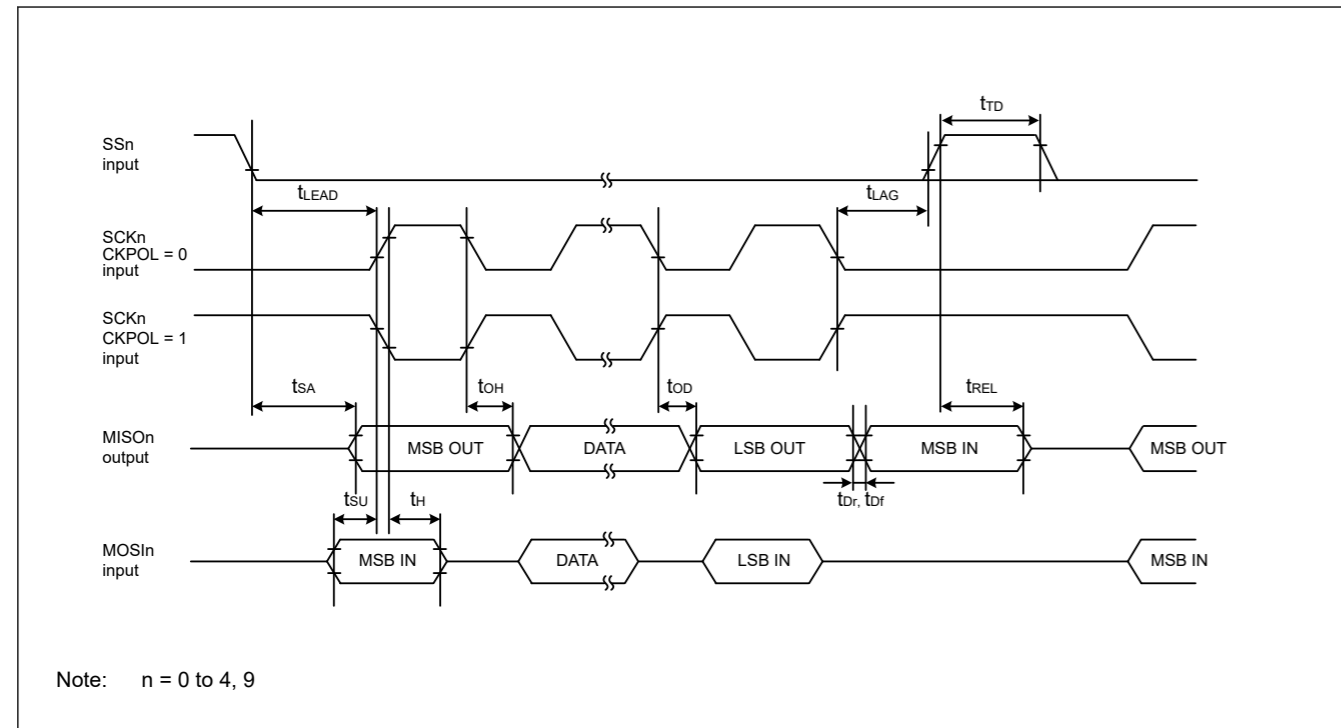 tTD
SSn
input
tLEAD
tLAG
SCKn
CKPOL = 0
input
SCKn
CKPOL = 1
input
tSA
tOH
tOD
tREL
MISOn
output
MSB OUT
DATA
LSB OUT
MSB IN
MSB OUT
tSU
tH
tDr, tDf
MOSIn
input
MSB IN
DATA
LSB IN
MSB IN
Note: n = 0 to 4, 9